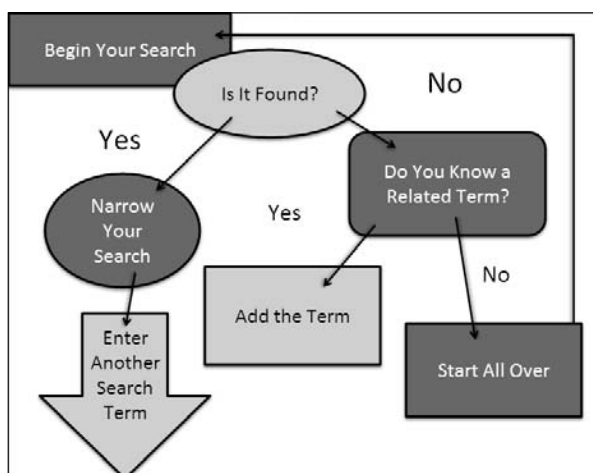 Begin Your Search
Is It Found?
No
Yes
Do You Know a
Related Term?
Narrow
Your
Search
Yes
No
Add the Term
Enter
Another
Search
Term
Start All Over